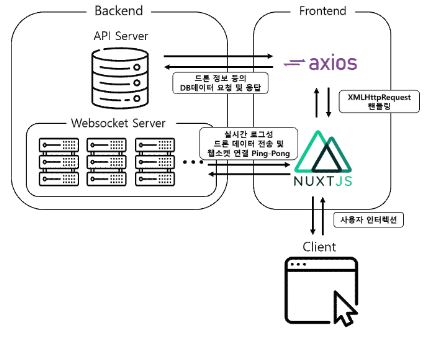 Backend
Frontend
API Server
드론 정보 등의
DB데이터 요청 및 응답
axios
XMLHttpRequest
핸들링
Websocket Server
실시간 로그성
드론 데이터 전송 및
웹소켓 연결 Ping-Pong
NUXTJS
사용자 인터렉션
Client